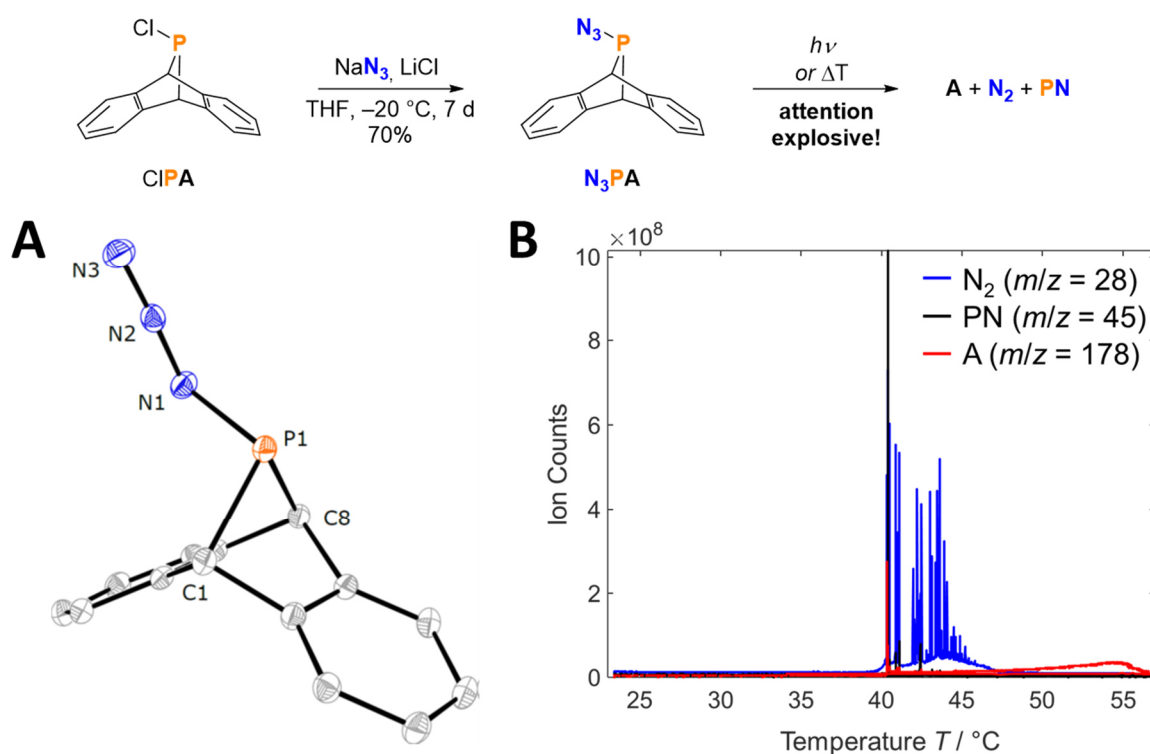 Cl
P
NaN3, LiCl
THF, –20 °C, 7 d
70%
ClPA
N3
P
N3PA
hν
or ΔT
attention
explosive!
A + N2 + PN
A
N3
N2
N1
P1
C8
C1
B
×10⁸
10
8
6
4
2
0
Ion Counts
N2 (m/z = 28)
PN (m/z = 45)
A (m/z = 178)
25 30 35 40 45 50 55
Temperature T / °C